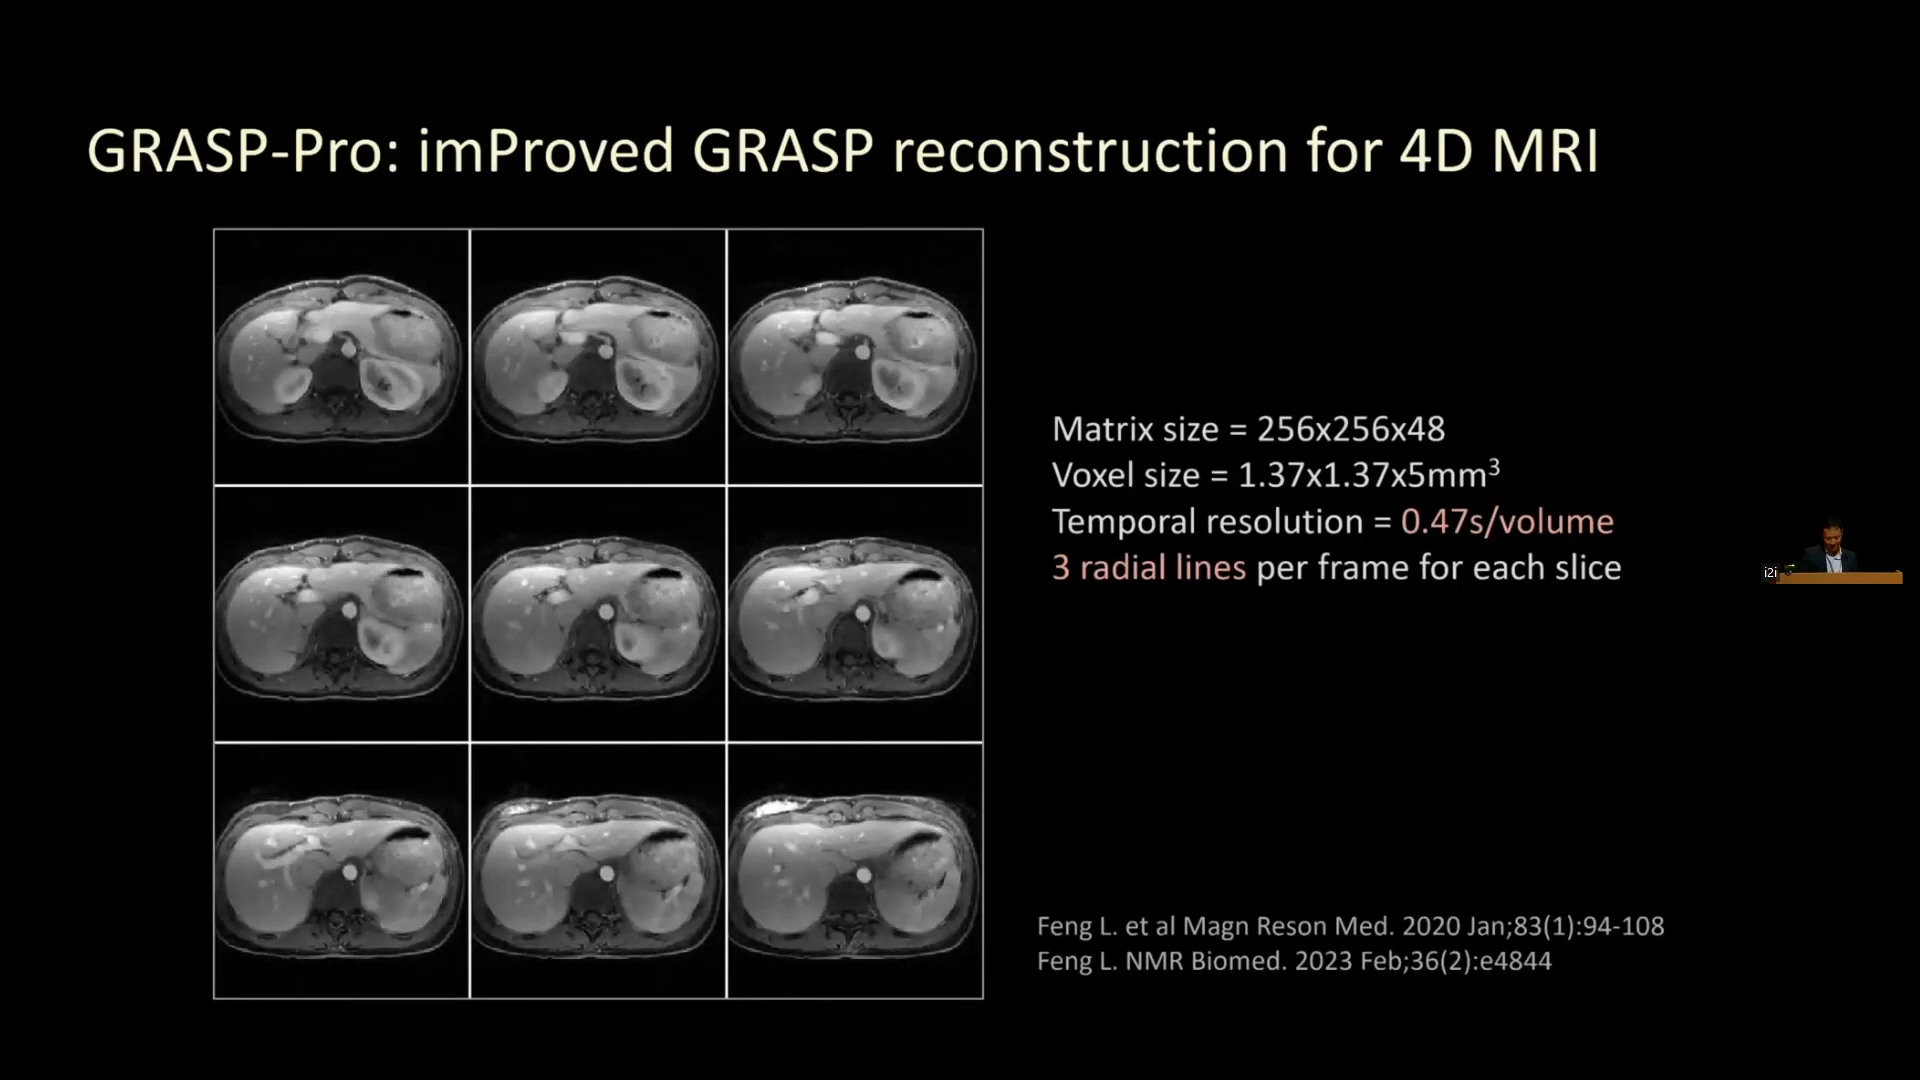 GRASP-Pro: imProved GRASP reconstruction for 4D MRI
Matrix size = 256x256x48
Voxel size = 1.37x1.37x5mm³
Temporal resolution = 0.47s/volume
3 radial lines per frame for each slice
i2i
Feng L. et al Magn Reson Med. 2020 Jan;83(1):94-108
Feng L. NMR Biomed. 2023 Feb;36(2):e4844